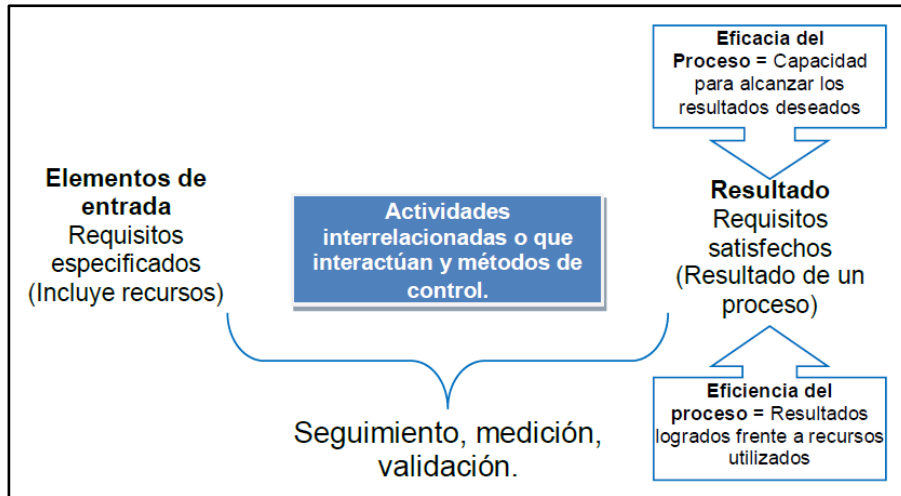 Eficacia del
Proceso = Capacidad
para alcanzar los
resultados deseados
Elementos de
entrada
Requisitos
especificados
(Incluye recursos)
Actividades
interrelacionadas o que
interactúan y métodos de
control.
Resultado
Requisitos
satisfechos
(Resultado de un
proceso)
Seguimiento, medición,
validación.
Eficiencia del
proceso = Resultados
logrados frente a recursos
utilizados